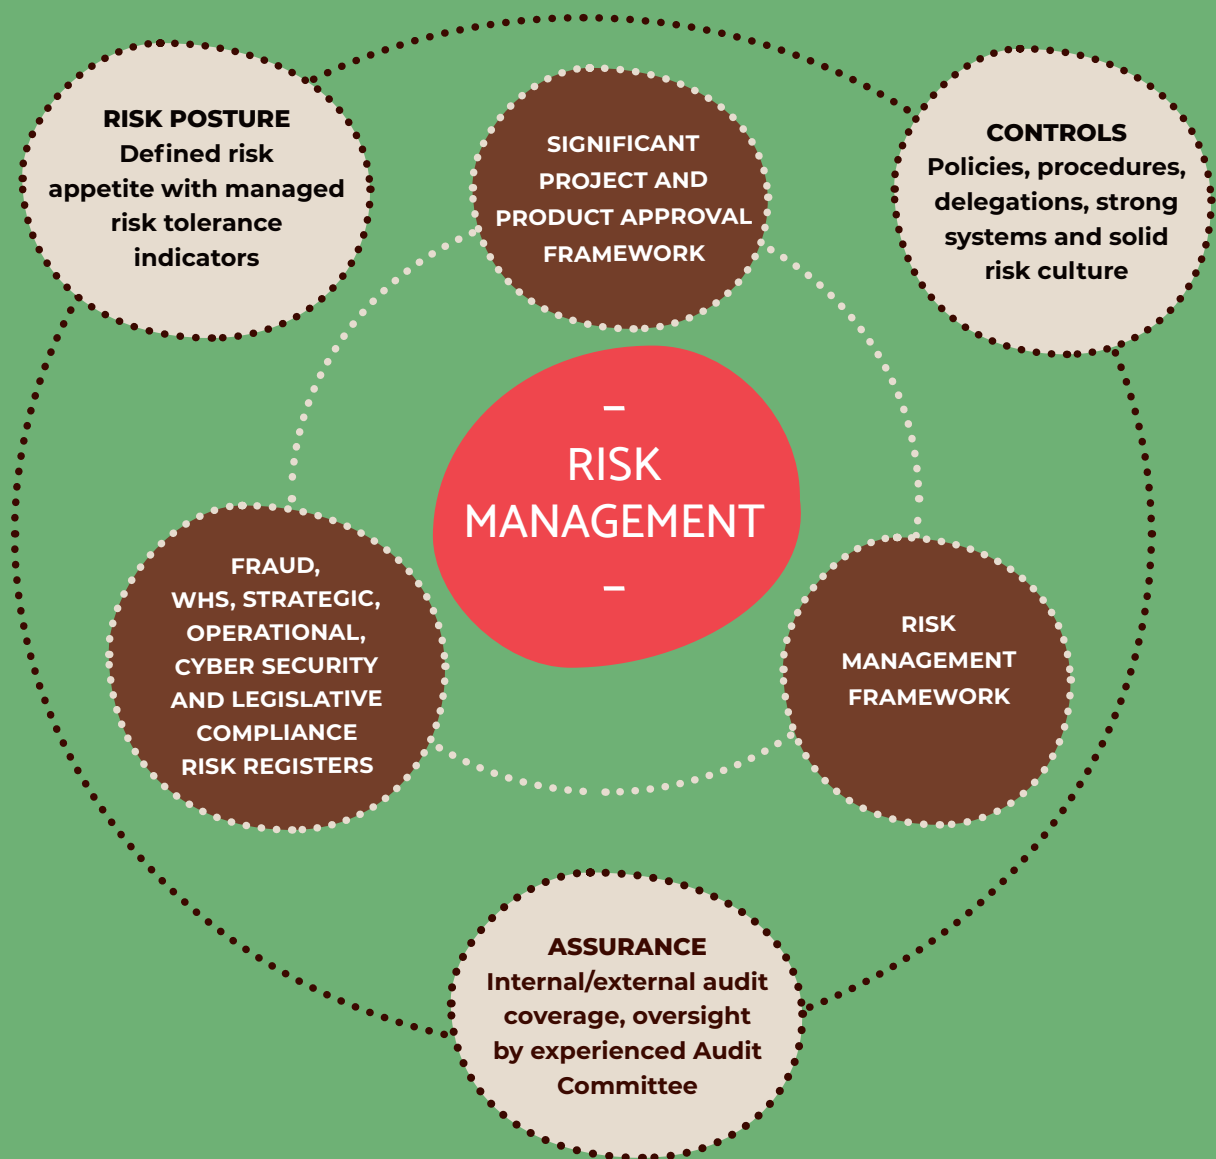 RISK POSTURE
Defined risk
appetite with managed
risk tolerance
indicators
SIGNIFICANT
PROJECT AND
PRODUCT APPROVAL
FRAMEWORK
CONTROLS
Policies, procedures,
delegations, strong
systems and solid
risk culture
–
RISK
MANAGEMENT
–
FRAUD,
WHS, STRATEGIC,
OPERATIONAL,
CYBER SECURITY
AND LEGISLATIVE
COMPLIANCE
RISK REGISTERS
RISK
MANAGEMENT
FRAMEWORK
ASSURANCE
Internal/external audit
coverage, oversight
by experienced Audit
Committee